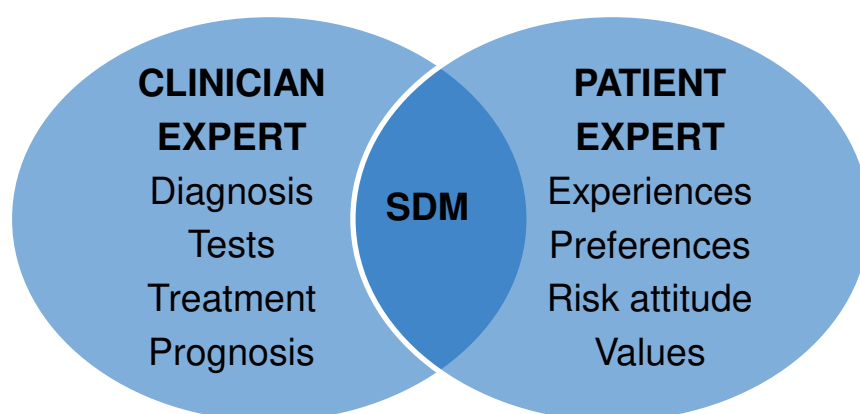 CLINICIAN
EXPERT
Diagnosis
Tests
Treatment
Prognosis
SDM
PATIENT
EXPERT
Experiences
Preferences
Risk attitude
Values